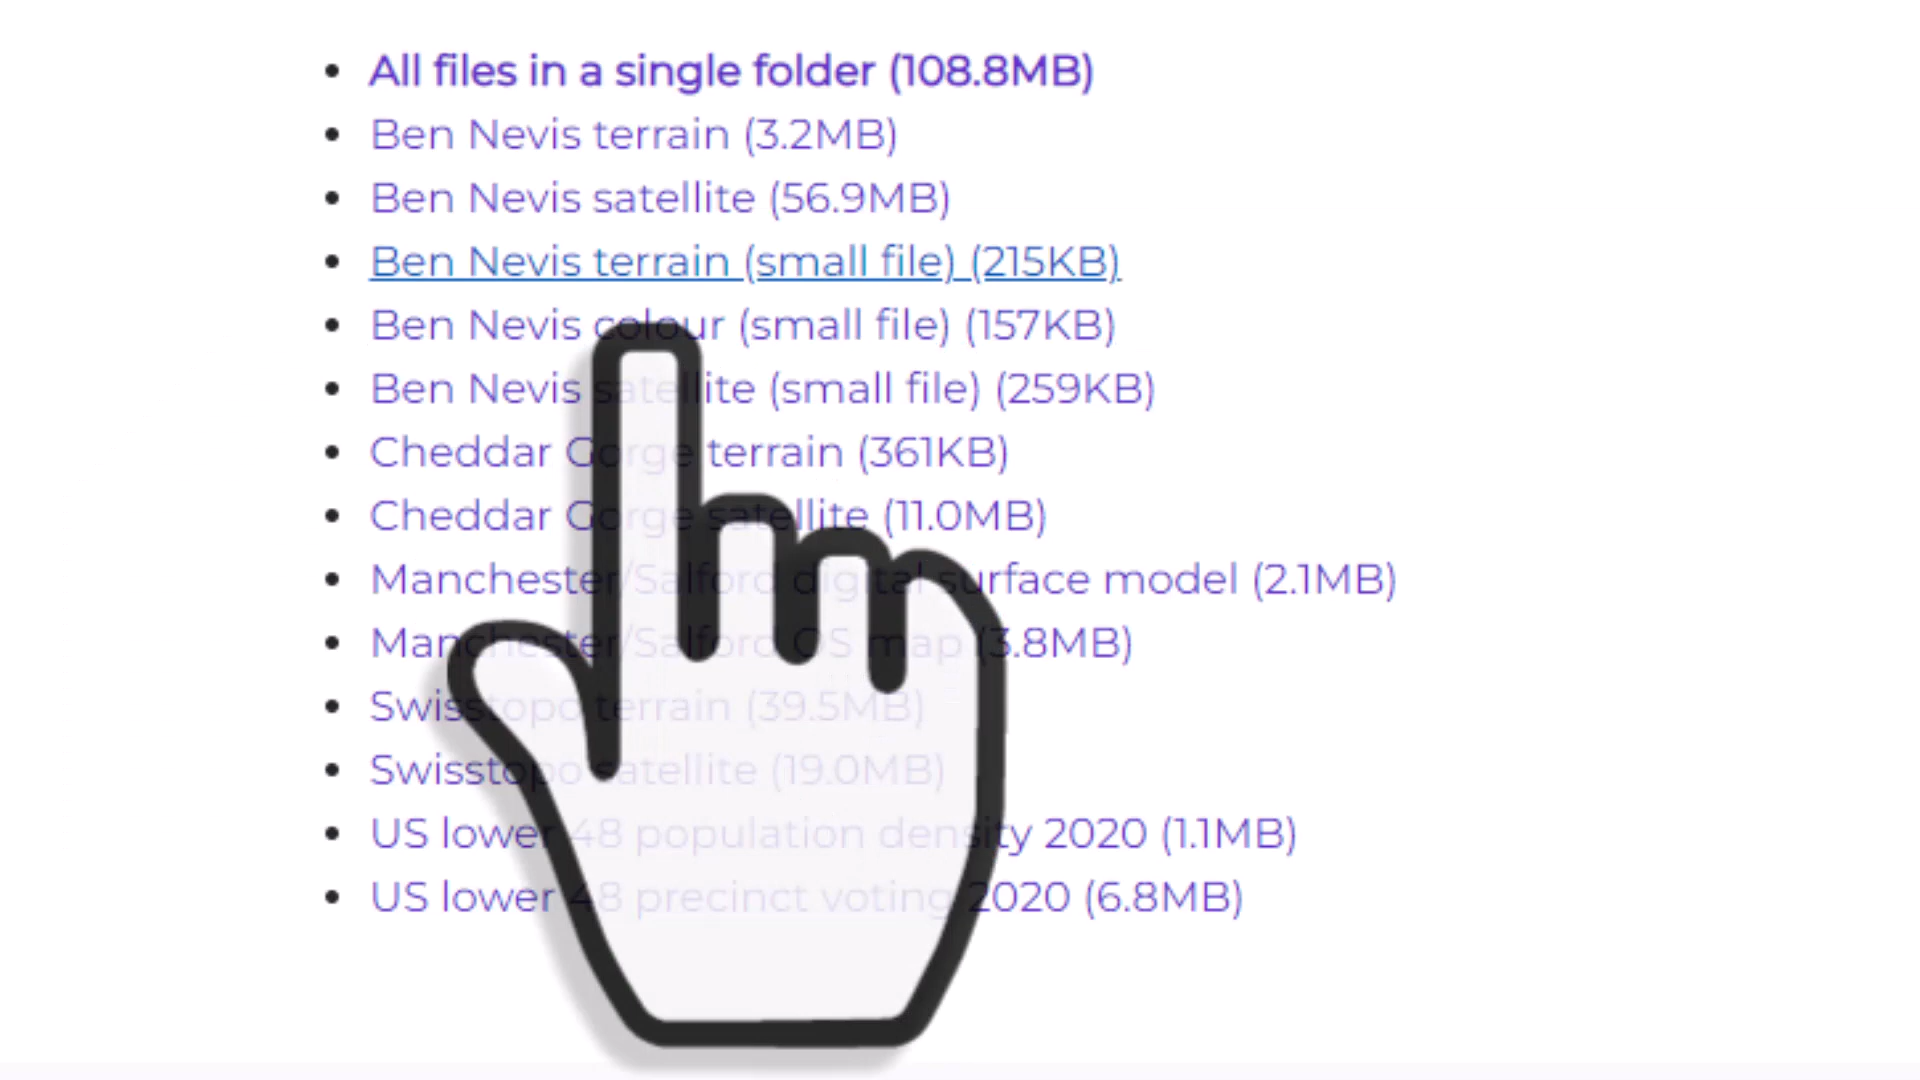 All files in a single folder (108.8MB)
Ben Nevis terrain (3.2MB)
Ben Nevis satellite (56.9MB)
Ben Nevis terrain (small file) (215KB)
Ben Nevis colour (small file) (157KB)
Ben Nevis satellite (small file) (259KB)
Cheddar Gorge terrain (361KB)
Cheddar Gorge satellite (11.0MB)
Manchester/Salford digital surface model (2.1MB)
Manchester/Salford OS map (3.8MB)
Swisstopo terrain (39.5MB)
Swisstopo satellite (19.0MB)
US lower 48 population density 2020 (1.1MB)
US lower 48 precinct voting 2020 (6.8MB)